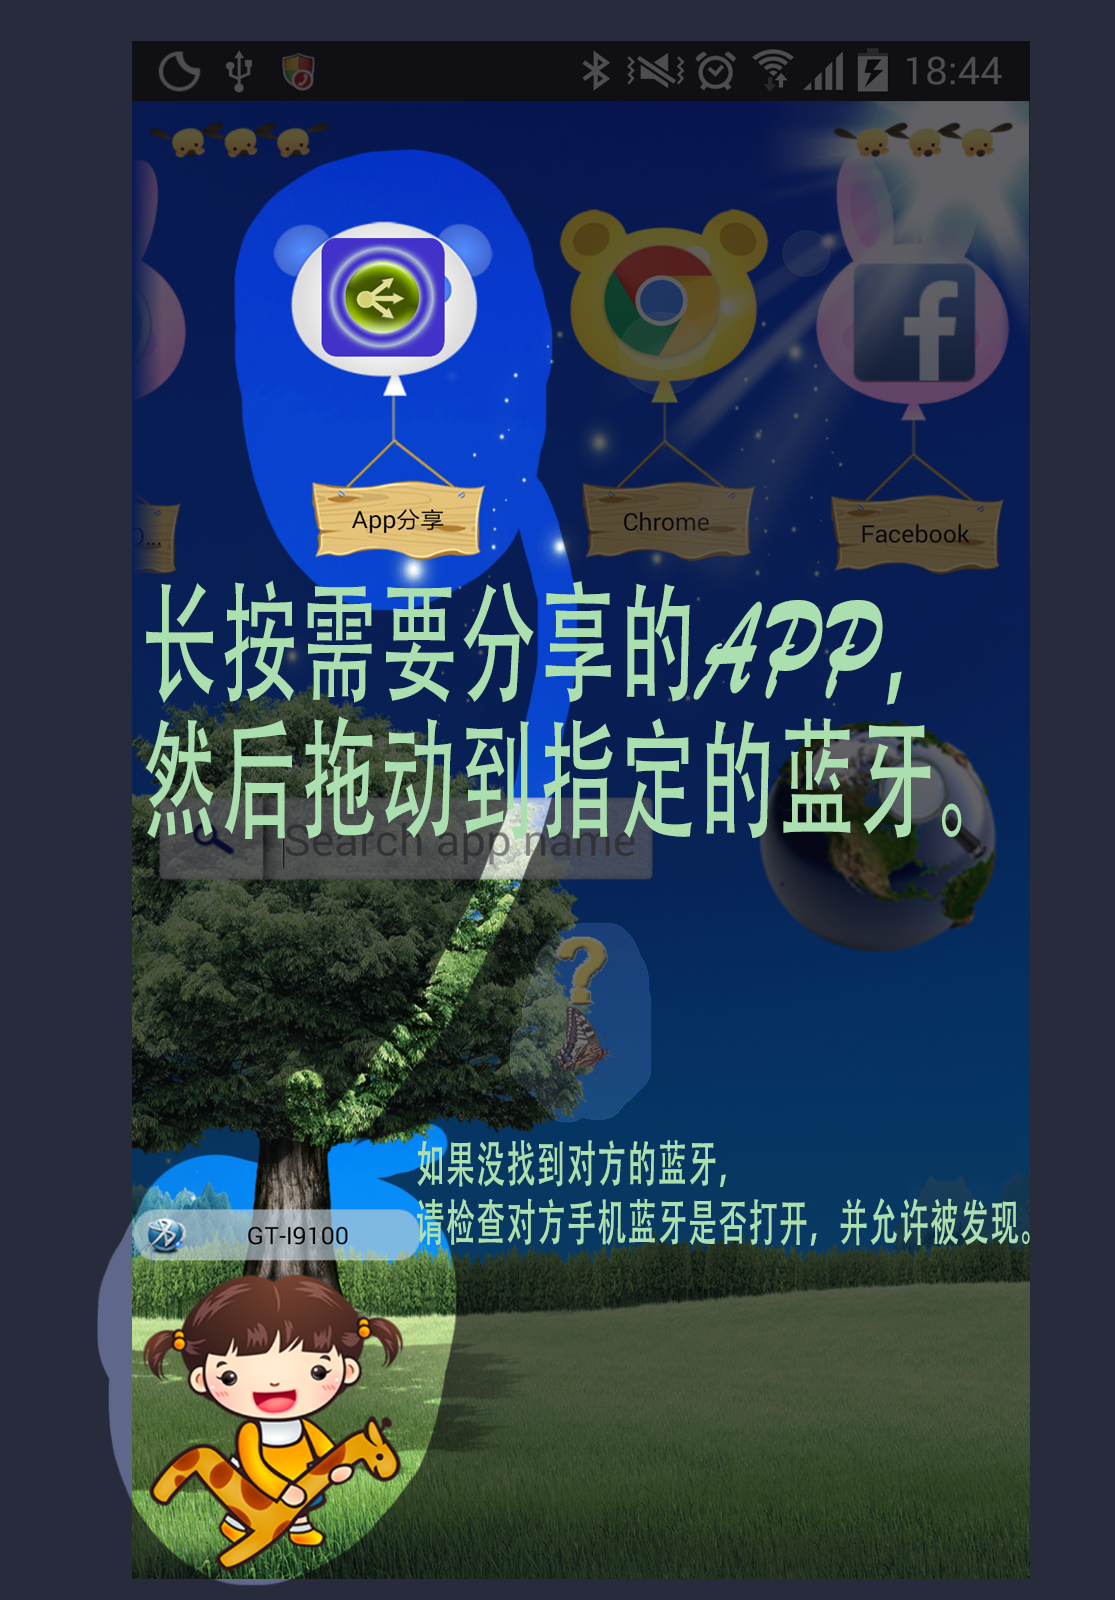 18:44
App分享
Chrome
Facebook
长按需要分享的APP,
然后拖动到指定的蓝牙。
Search app name
如果没找到对方的蓝牙,
请检查对方手机蓝牙是否打开, 并允许被发现。
GT-I9100